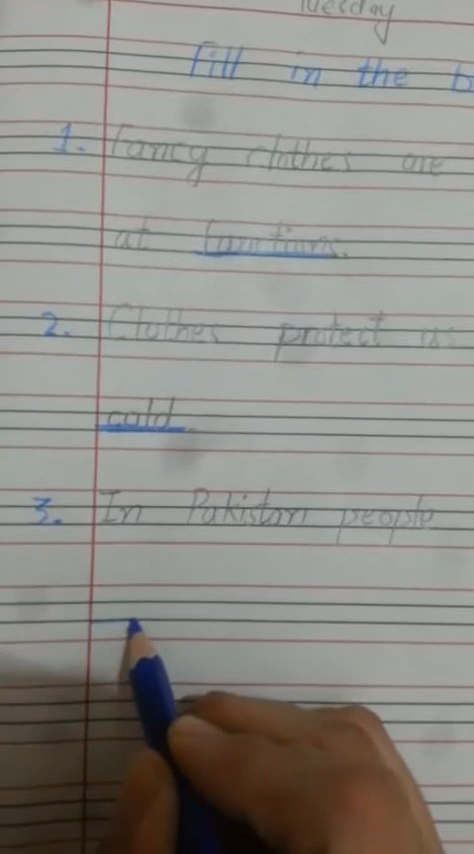 Tuesday
Fill in the b
1. Fancy clothes are
at functions.
2. Clothes protect us
cold
3. In Pakistan people